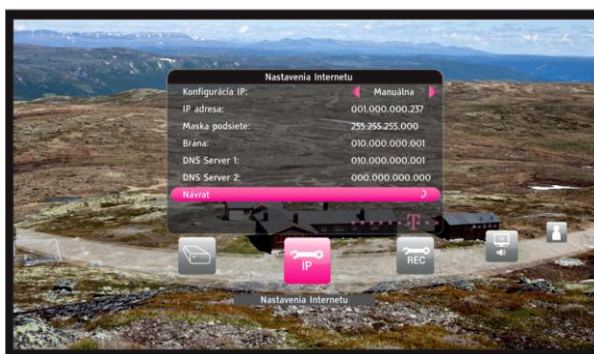 Nastavenia Internetu
Konfigurácia IP: Manuálna
IP adresa: 001.000.000.237
Maska podsiete: 255.255.255.000
Brána: 010.000.000.001
DNS Server 1: 010.000.000.001
DNS Server 2: 000.000.000.000
Návrat
T
IP
REC
Nastavenia Internetu